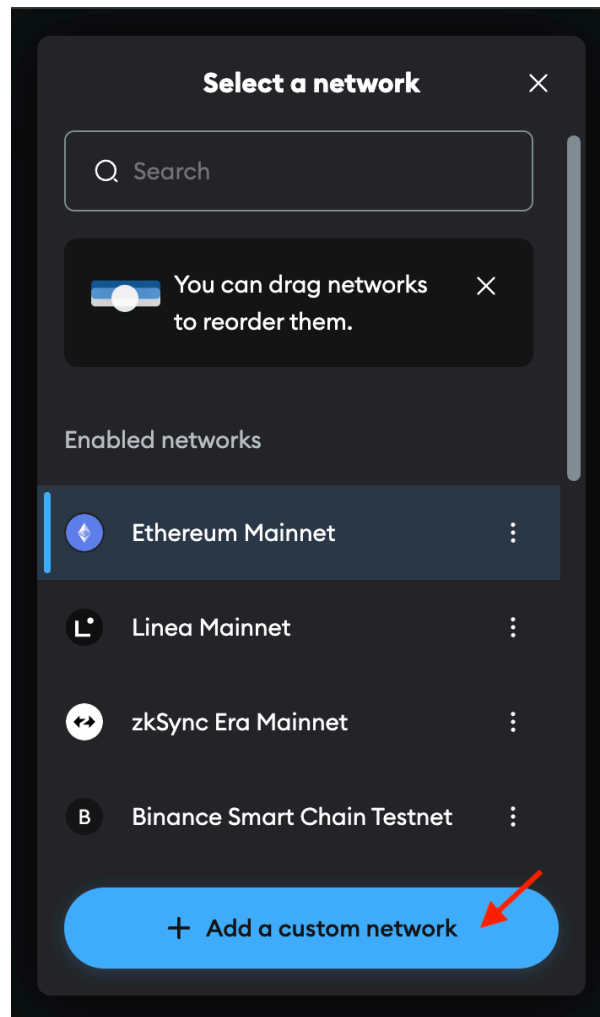 Select a network
Search
You can drag networks
to reorder them.
Enabled networks
Ethereum Mainnet
Linea Mainnet
zkSync Era Mainnet
B Binance Smart Chain Testnet
+ Add a custom network